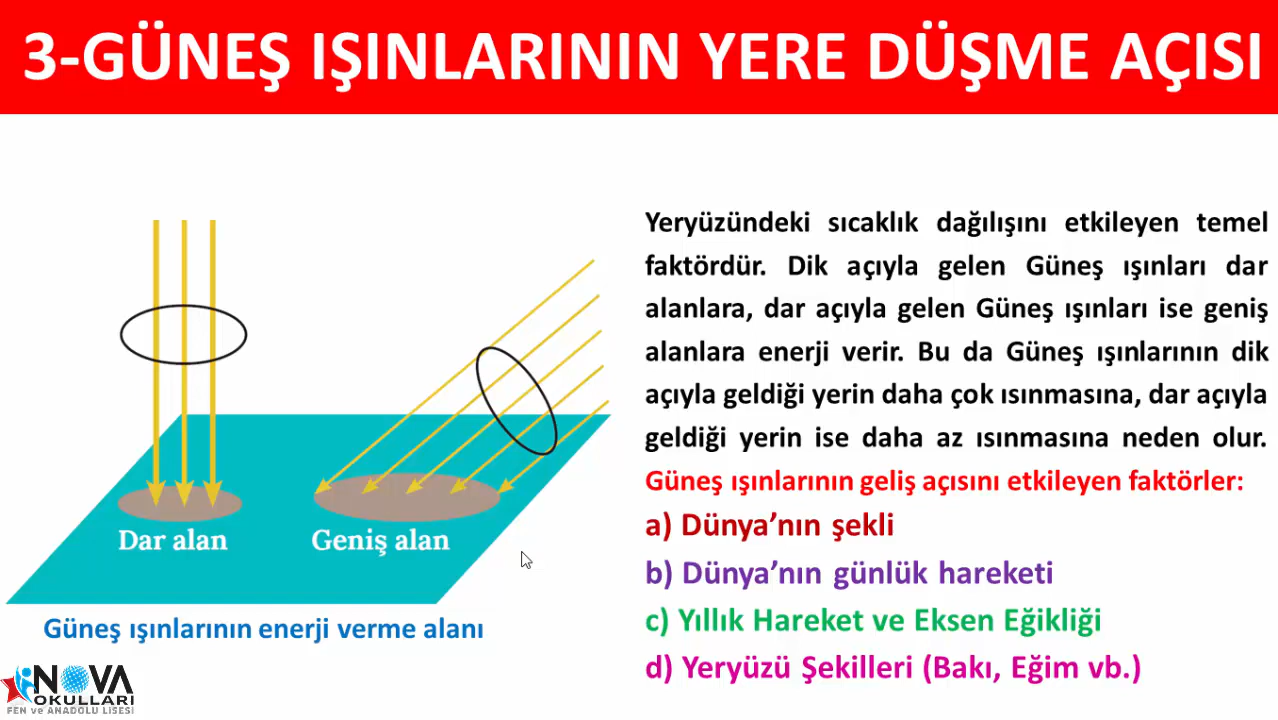 3-GÜNEŞ IŞINLARININ YERE DÜŞME AÇISI
Dar alan
Geniş alan
Güneş ışınlarının enerji verme alanı
Yeryüzündeki sıcaklık dağılışını etkileyen temel
faktördür. Dik açıyla gelen Güneş ışınları dar
alanlara, dar açıyla gelen Güneş ışınları ise geniş
alanlara enerji verir. Bu da Güneş ışınlarının dik
açıyla geldiği yerin daha çok ısınmasına, dar açıyla
geldiği yerin ise daha az ısınmasına neden olur.
Güneş ışınlarının geliş açısını etkileyen faktörler:
a) Dünya’nın şekli
b) Dünya’nın günlük hareketi
c) Yıllık Hareket ve Eksen Eğikliği
d) Yeryüzü Şekilleri (Bakı, Eğim vb.)
NOVA
OKULLARI
FEN ve ANADOLU LİSESİ